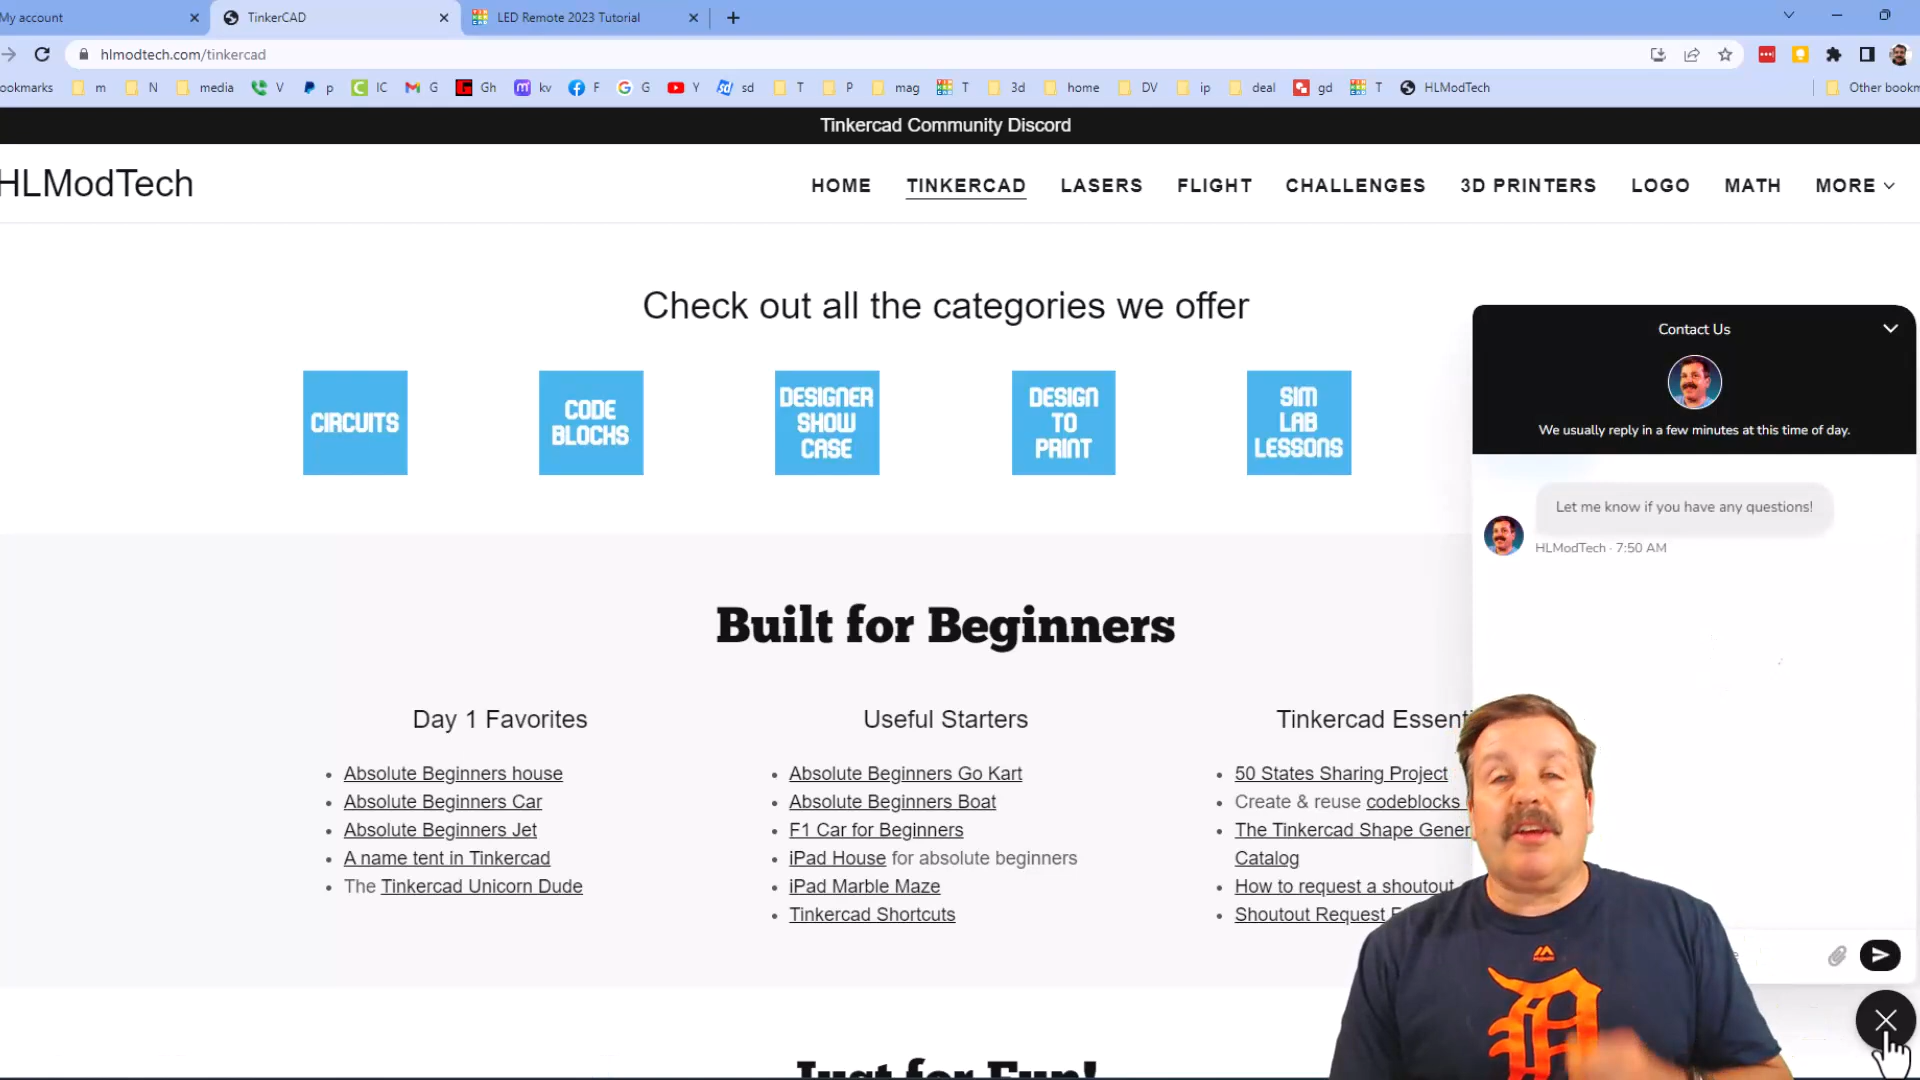 My account
TinkerCAD
LED Remote 2023 Tutorial
hlmodtech.com/tinkercad
ookmarks m N media V p IC G Gh kv F G Y sd T P mag T 3d home DV ip deal gd T HLModTech Other bookm
Tinkercad Community Discord
HLModTech
HOME TINKERCAD LASERS FLIGHT CHALLENGES 3D PRINTERS LOGO MATH MORE
Check out all the categories we offer
CIRCUITS
CODE
BLOCKS
DESIGNER
SHOW
CASE
DESIGN
TO
PRINT
SIM
LAB
LESSONS
Contact Us
We usually reply in a few minutes at this time of day.
Let me know if you have any questions!
HLModTech · 7:50 AM
Built for Beginners
Day 1 Favorites
Absolute Beginners house
Absolute Beginners Car
Absolute Beginners Jet
A name tent in Tinkercad
The Tinkercad Unicorn Dude
Useful Starters
Absolute Beginners Go Kart
Absolute Beginners Boat
F1 Car for Beginners
iPad House for absolute beginners
iPad Marble Maze
Tinkercad Shortcuts
Tinkercad Essent
50 States Sharing Project
Create & reuse codeblocks
The Tinkercad Shape Gener
Catalog
How to request a shoutout
Shoutout Request F
D
Just for Fun!